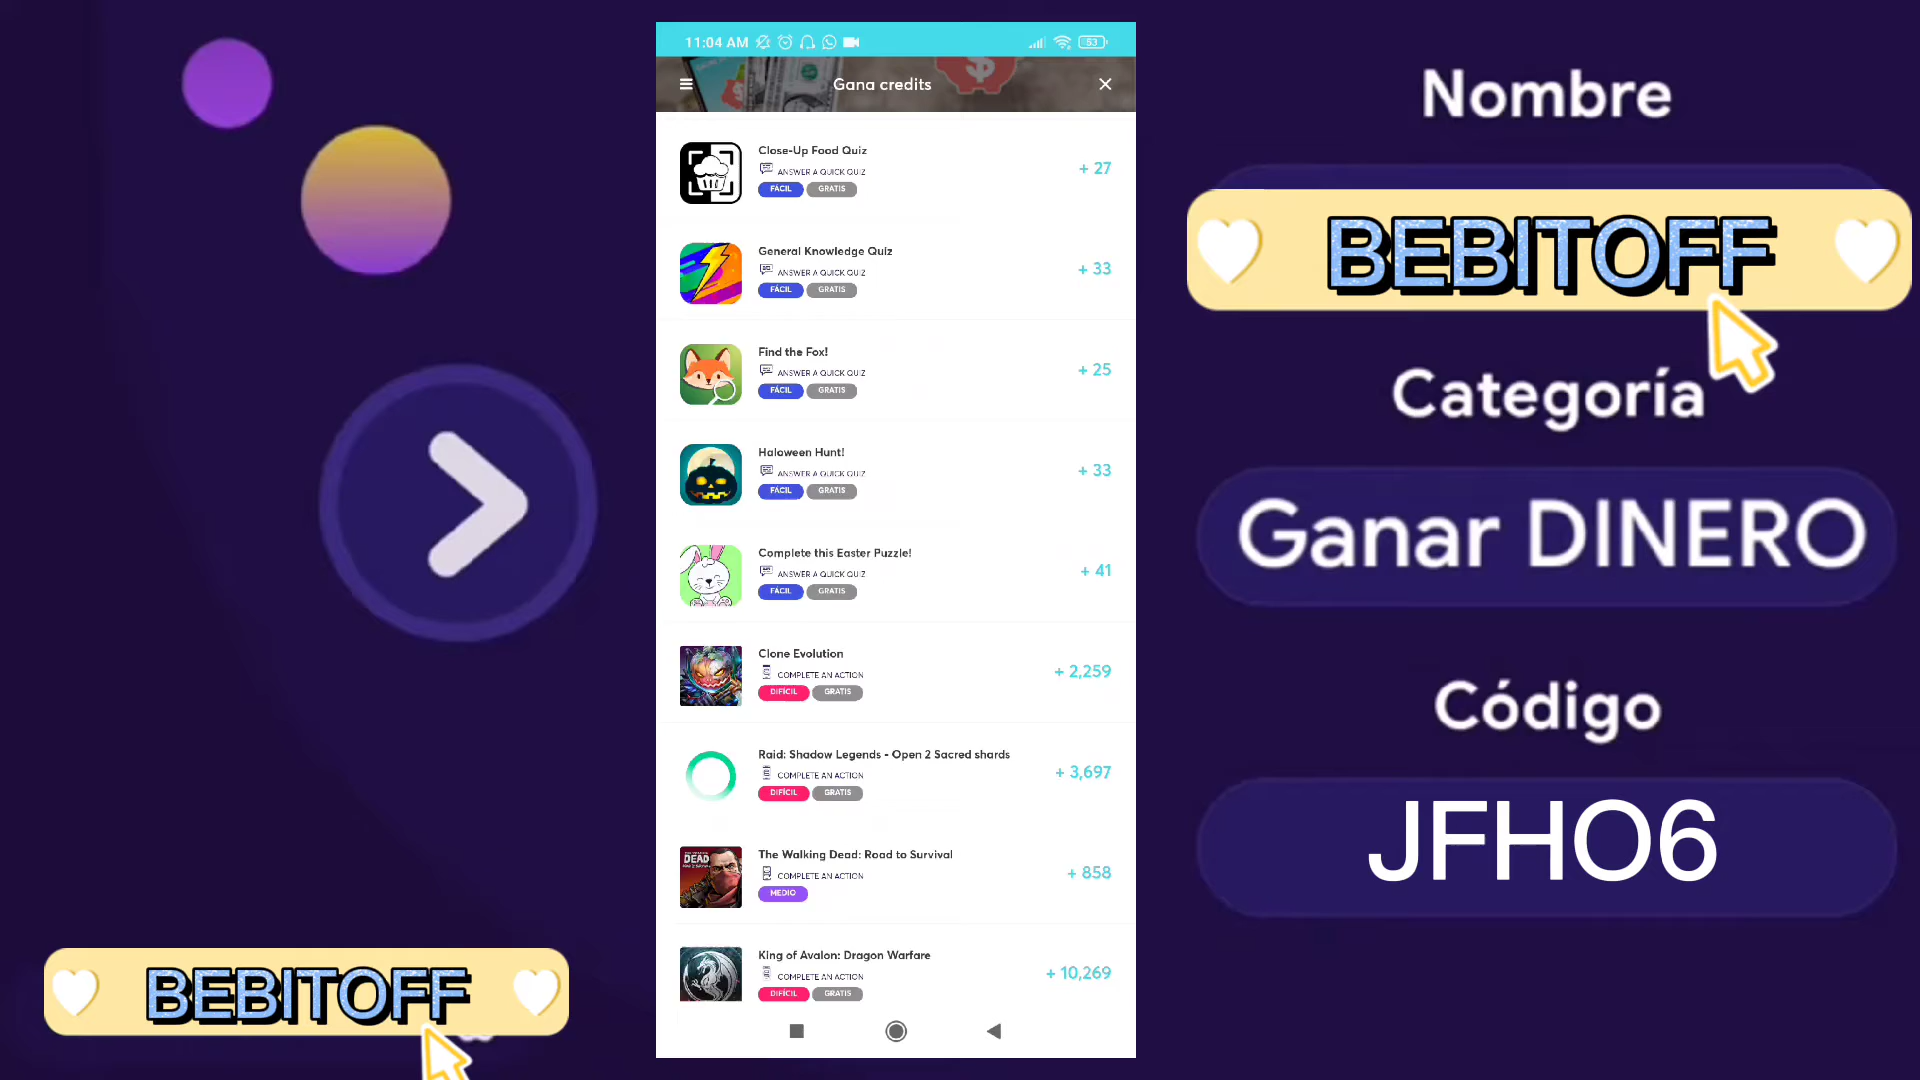 11:04 AM
53
Gana credits
Close-Up Food Quiz
ANSWER A QUICK QUIZ
FÁCIL GRATIS
+ 27
General Knowledge Quiz
ANSWER A QUICK QUIZ
FÁCIL GRATIS
+ 33
Find the Fox!
ANSWER A QUICK QUIZ
FÁCIL GRATIS
+ 25
Haloween Hunt!
ANSWER A QUICK QUIZ
FÁCIL GRATIS
+ 33
Complete this Easter Puzzle!
ANSWER A QUICK QUIZ
FÁCIL GRATIS
+ 41
Clone Evolution
COMPLETE AN ACTION
DIFÍCIL GRATIS
+ 2,259
Raid: Shadow Legends - Open 2 Sacred shards
COMPLETE AN ACTION
DIFÍCIL GRATIS
+ 3,697
The Walking Dead: Road to Survival
COMPLETE AN ACTION
MEDIO
+ 858
DEAD
King of Avalon: Dragon Warfare
COMPLETE AN ACTION
DIFÍCIL GRATIS
+ 10,269
Nombre
BEBITOFF
Categoría
Ganar DINERO
Código
JFHO6
BEBITOFF